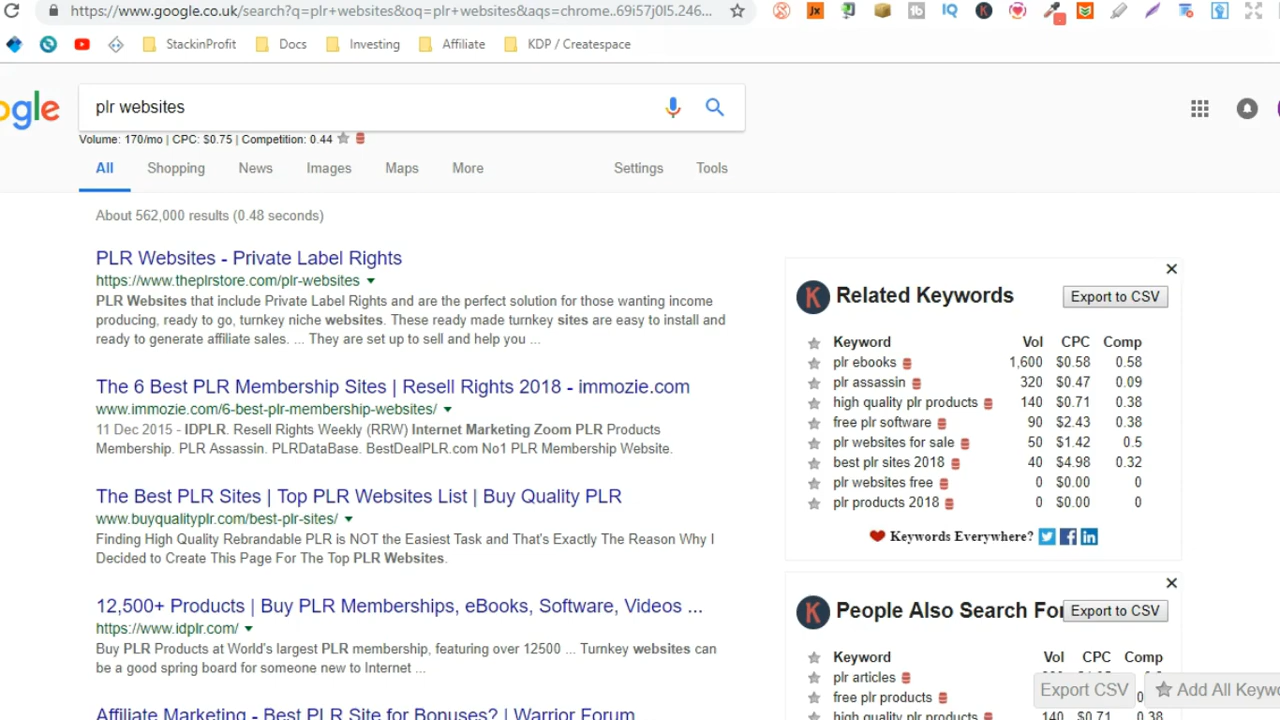 https://www.google.co.uk/search?q=plr+websites&oq=plr+websites&aqs=chrome..69i57j0l5.246...
StackinProfit
Docs
Investing
Affiliate
KDP / Createspace
ogle
plr websites
Volume: 170/mo | CPC: $0.75 | Competition: 0.44
All
Shopping
News
Images
Maps
More
Settings
Tools
About 562,000 results (0.48 seconds)
PLR Websites - Private Label Rights
https://www.theplrstore.com/plr-websites
PLR Websites that include Private Label Rights and are the perfect solution for those wanting income
producing, ready to go, turnkey niche websites. These ready made turnkey sites are easy to install and
ready to generate affiliate sales. ... They are set up to sell and help you ...
The 6 Best PLR Membership Sites | Resell Rights 2018 - immozie.com
www.immozie.com/6-best-plr-membership-websites/
11 Dec 2015 - IDPLR. Resell Rights Weekly (RRW) Internet Marketing Zoom PLR Products
Membership. PLR Assassin. PLRDataBase. BestDealPLR.com No1 PLR Membership Website.
The Best PLR Sites | Top PLR Websites List | Buy Quality PLR
www.buyqualityplr.com/best-plr-sites/
Finding High Quality Rebrandable PLR is NOT the Easiest Task and That's Exactly The Reason Why I
Decided to Create This Page For The Top PLR Websites.
12,500+ Products | Buy PLR Memberships, eBooks, Software, Videos ...
https://www.idplr.com/
Buy PLR Products at World's largest PLR membership, featuring over 12500 ... Turnkey websites can
be a good spring board for someone new to Internet ...
Affiliate Marketing - Best PLR Site for Bonuses? | Warrior Forum
K
Related Keywords
Export to CSV
Keyword Vol CPC Comp
plr ebooks 1,600 $0.58 0.58
plr assassin 320 $0.47 0.09
high quality plr products 140 $0.71 0.38
free plr software 90 $2.43 0.38
plr websites for sale 50 $1.42 0.5
best plr sites 2018 40 $4.98 0.32
plr websites free 0 $0.00 0
plr products 2018 0 $0.00 0
Keywords Everywhere?
K
People Also Search For
Export to CSV
Keyword Vol CPC Comp
plr articles
free plr products
high quality plr products 140 $0.71 0.38
Export CSV
Add All Keywo